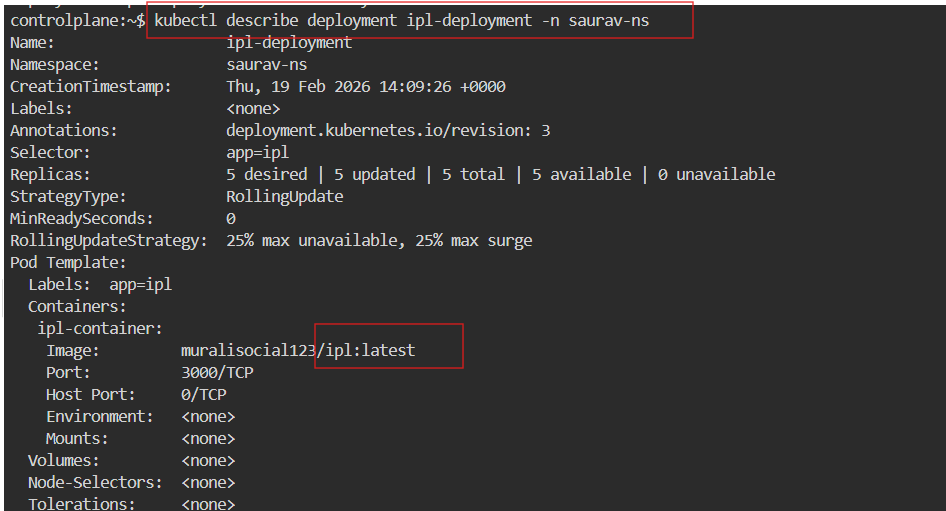 controlplane:~$ kubectl describe deployment ipl-deployment -n saurav-ns
Name:                   ipl-deployment
Namespace:              saurav-ns
CreationTimestamp:      Thu, 19 Feb 2026 14:09:26 +0000
Labels:                 <none>
Annotations:            deployment.kubernetes.io/revision: 3
Selector:               app=ipl
Replicas:               5 desired | 5 updated | 5 total | 5 available | 0 unavailable
StrategyType:           RollingUpdate
MinReadySeconds:        0
RollingUpdateStrategy:  25% max unavailable, 25% max surge
Pod Template:
  Labels:  app=ipl
  Containers:
   ipl-container:
    Image:         muralisocial123/ipl:latest
    Port:          3000/TCP
    Host Port:     0/TCP
    Environment:   <none>
    Mounts:        <none>
  Volumes:         <none>
  Node-Selectors:  <none>
  Tolerations:     <none>